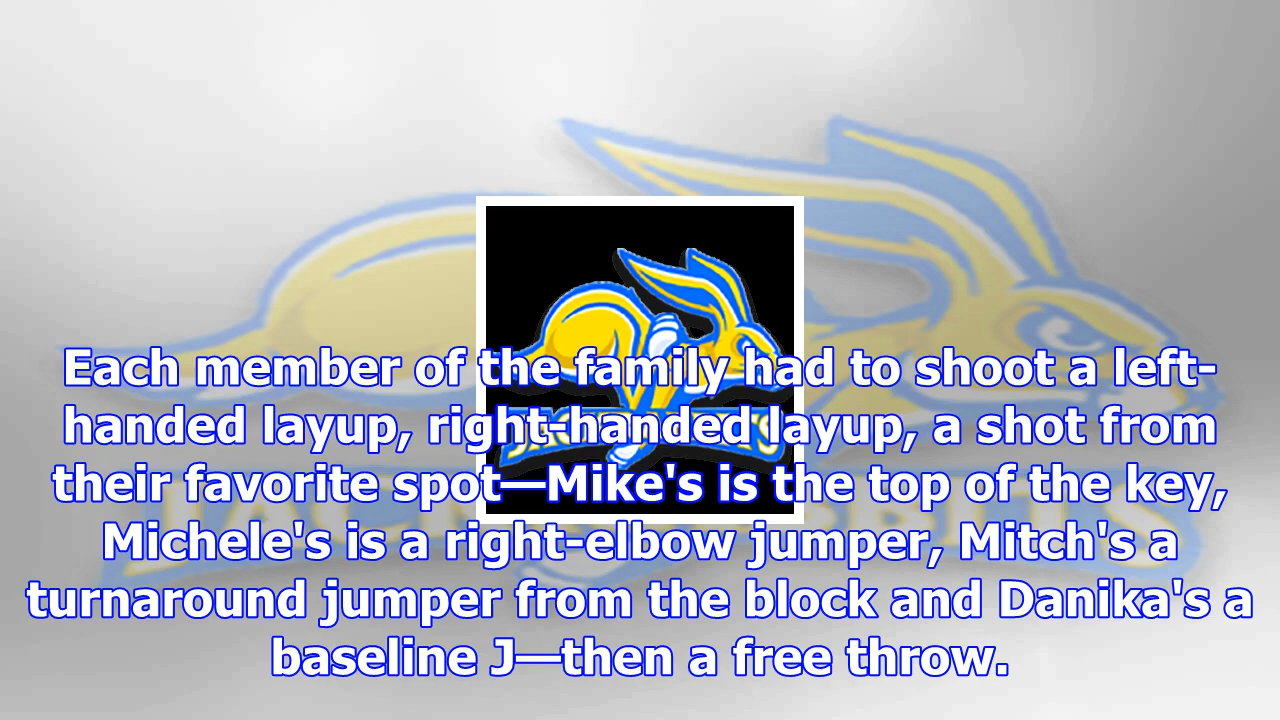 Each member of the family had to shoot a left-
handed layup, right-handed layup, a shot from
their favorite spot—Mike's is the top of the key,
Michele's is a right-elbow jumper, Mitch's a
turnaround jumper from the block and Danika's a
baseline J—then a free throw.